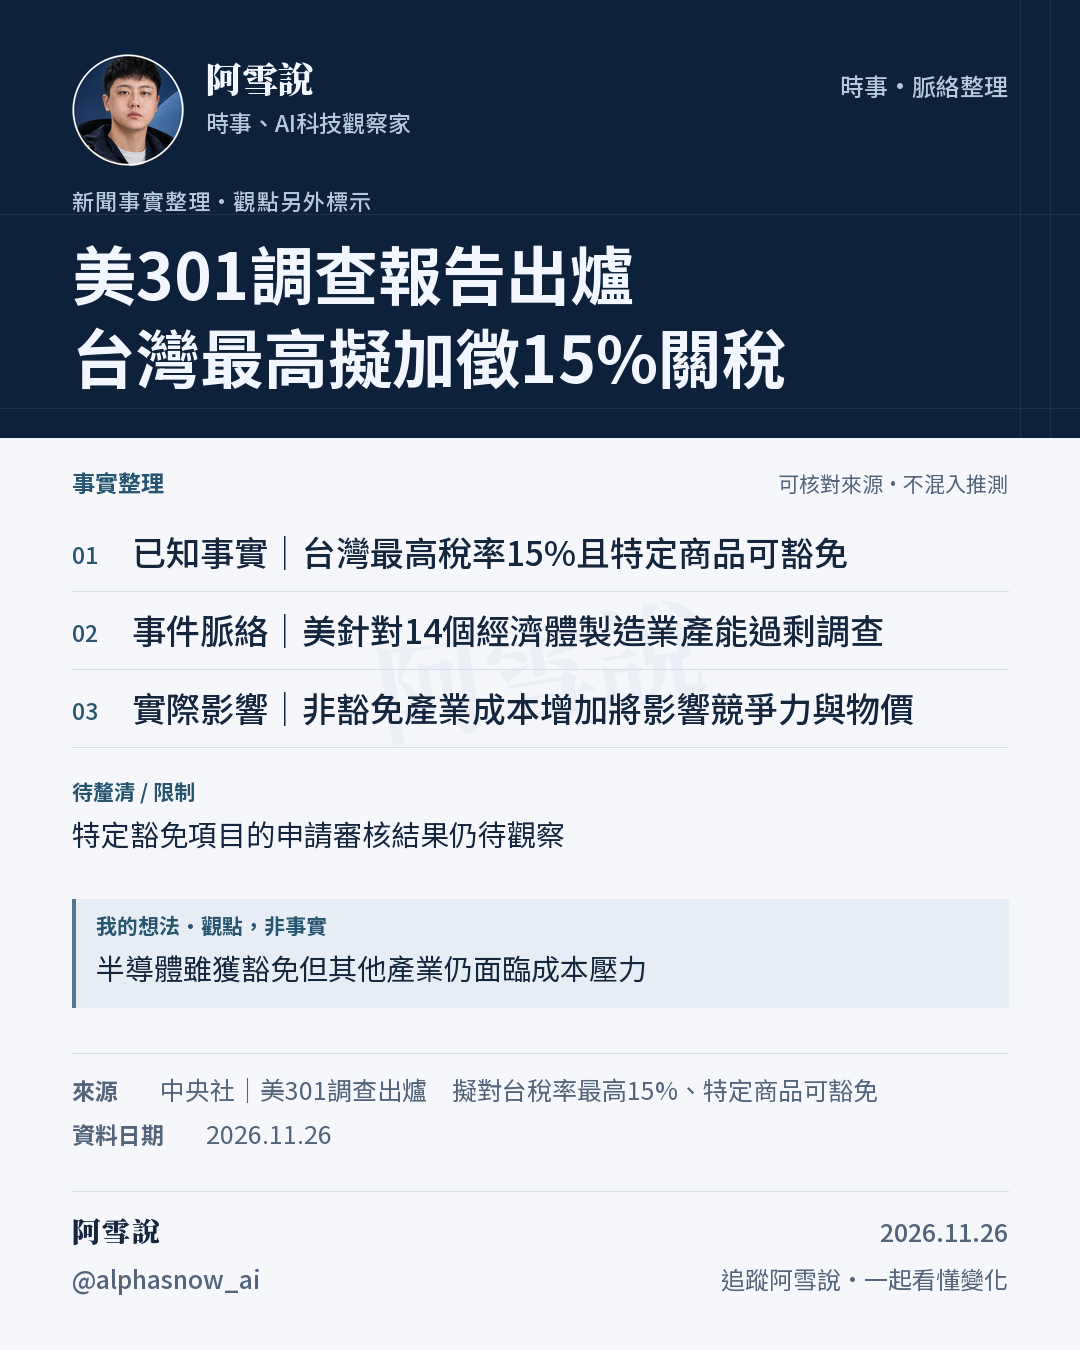 阿雪說
時事、AI科技觀察家
時事・脈絡整理
新聞事實整理・觀點另外標示
美301調查報告出爐
台灣最高擬加徵15%關稅
事實整理
可核對來源・不混入推測
01 已知事實｜台灣最高稅率15%且特定商品可豁免
02 事件脈絡｜美針對14個經濟體製造業產能過剩調查
03 實際影響｜非豁免產業成本增加將影響競爭力與物價
阿雪說
待釐清 / 限制
特定豁免項目的申請審核結果仍待觀察
我的想法・觀點，非事實
半導體雖獲豁免但其他產業仍面臨成本壓力
來源 中央社｜美301調查出爐　擬對台稅率最高15%、特定商品可豁免
資料日期 2026.11.26
阿雪說
2026.11.26
@alphasnow_ai
追蹤阿雪說・一起看懂變化